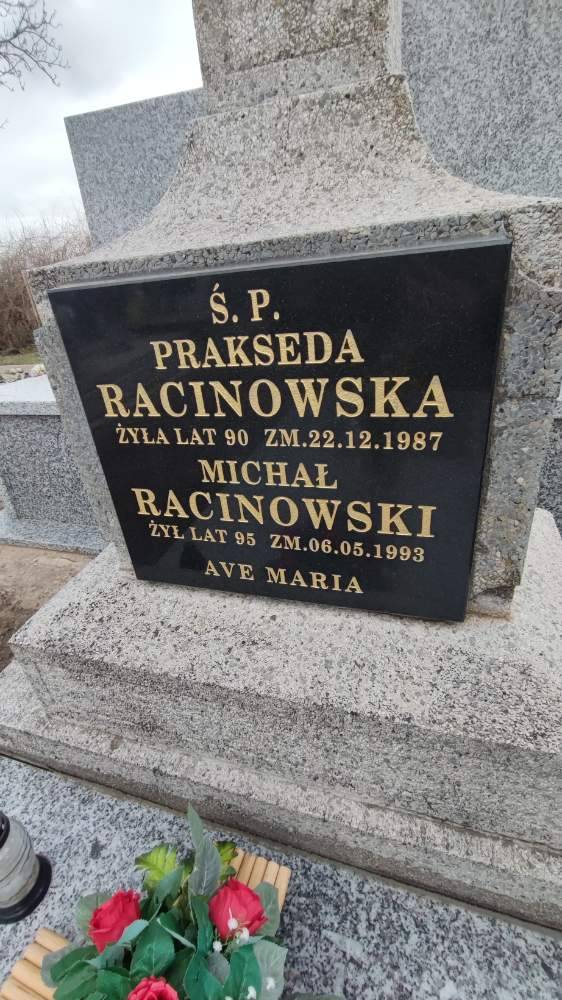 Ś. P.
PRAKSEDA
RACINOWSKA
ŻYŁA LAT 90 ZM.22.12.1987
MICHAŁ
RACINOWSKI
ŻYŁ LAT 95 ZM.06.05.1993
AVE MARIA